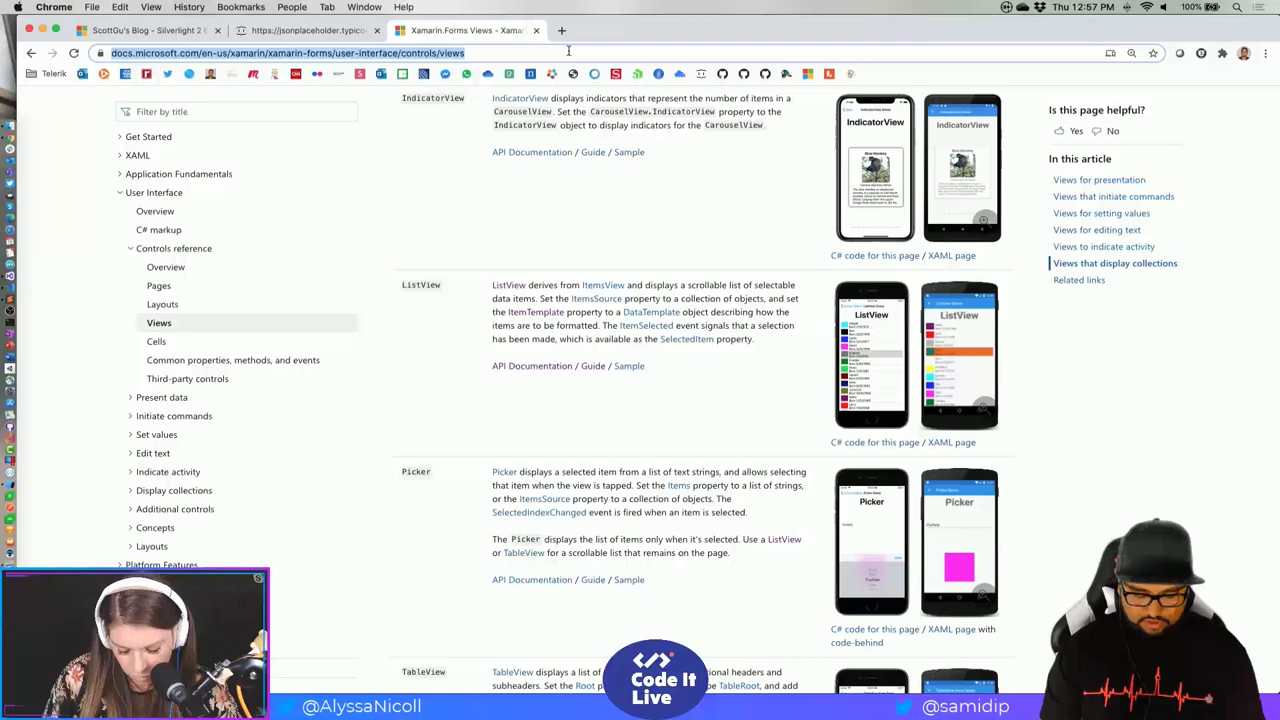 Chrome File Edit View History Bookmarks People Tab Window Help
100% Thu 12:57 PM
ScottGu's Blog - Silverlight 2 E
https://jsonplaceholder.typico
Xamarin.Forms Views - Xamar
docs.microsoft.com/en-us/xamarin/xamarin-forms/user-interface/controls/views
Telerik
Filter by title
Get Started
XAML
Application Fundamentals
User Interface
Overview
C# markup
Controls reference
Overview
Pages
Layouts
Views
Cells
Common properties, methods, and events
Third-party controls
Present data
Initiate commands
Set values
Edit text
Indicate activity
Display collections
Additional controls
Concepts
Layouts
Platform Features
IndicatorView
IndicatorView displays indicators that represent the number of items in a
CarouselView. Set the CarouselView.IndicatorView property to the
IndicatorView object to display indicators for the CarouselView.
API Documentation / Guide / Sample
IndicatorView
IndicatorView
C# code for this page / XAML page
ListView
ListView derives from ItemsView and displays a scrollable list of selectable
data items. Set the ItemsSource property to a collection of objects, and set
the ItemTemplate property to a DataTemplate object describing how the
items are to be formatted. The ItemSelected event signals that a selection
has been made, which is available as the SelectedItem property.
API Documentation / Guide / Sample
ListView
ListView
C# code for this page / XAML page
Picker
Picker displays a selected item from a list of text strings, and allows selecting
that item when the view is tapped. Set the Items property to a list of strings,
or the ItemsSource property to a collection of objects. The
SelectedIndexChanged event is fired when an item is selected.
The Picker displays the list of items only when it's selected. Use a ListView
or TableView for a scrollable list that remains on the page.
API Documentation / Guide / Sample
Picker
Picker
C# code for this page / XAML page with
code-behind
TableView
TableView displays a list of
ional headers and
subheaders. Set the Root
TableRoot, and add
Is this page helpful?
Yes No
In this article
Views for presentation
Views that initiate commands
Views for setting values
Views for editing text
Views to indicate activity
Views that display collections
Related links
Code It
Live
@AlyssaNicoll
@samidip